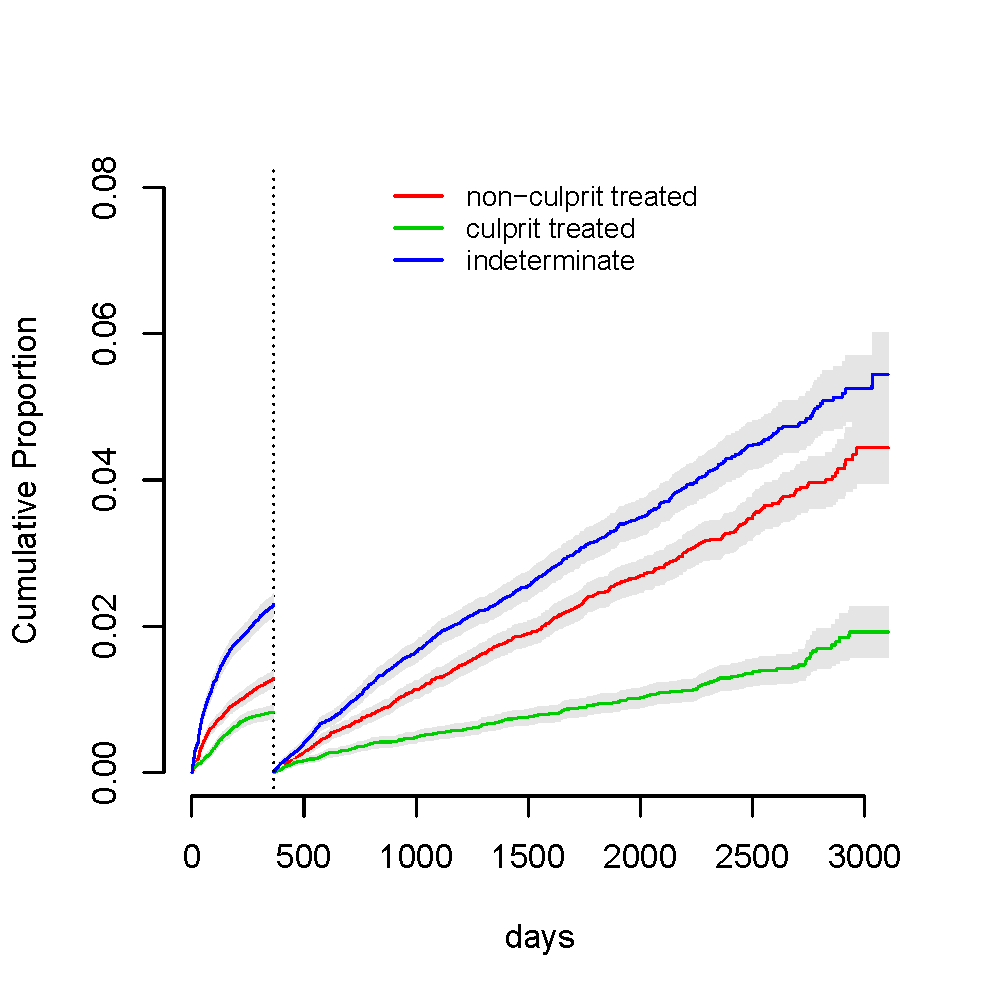 non−culprit treated
culprit treated
indeterminate
Cumulative Proportion
0.08
0.06
0.04
0.02
0.00
0 500 1000 1500 2000 2500 3000
days